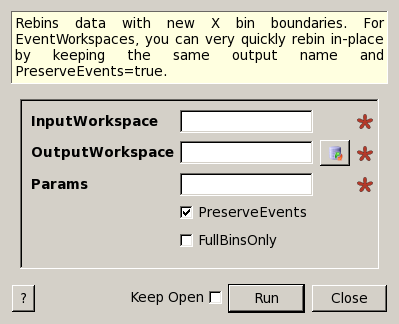 Rebins data with new X bin boundaries. For
EventWorkspaces, you can very quickly rebin in-place
by keeping the same output name and
PreserveEvents=true.
InputWorkspace
OutputWorkspace
Params
PreserveEvents
FullBinsOnly
? Keep Open Run Close